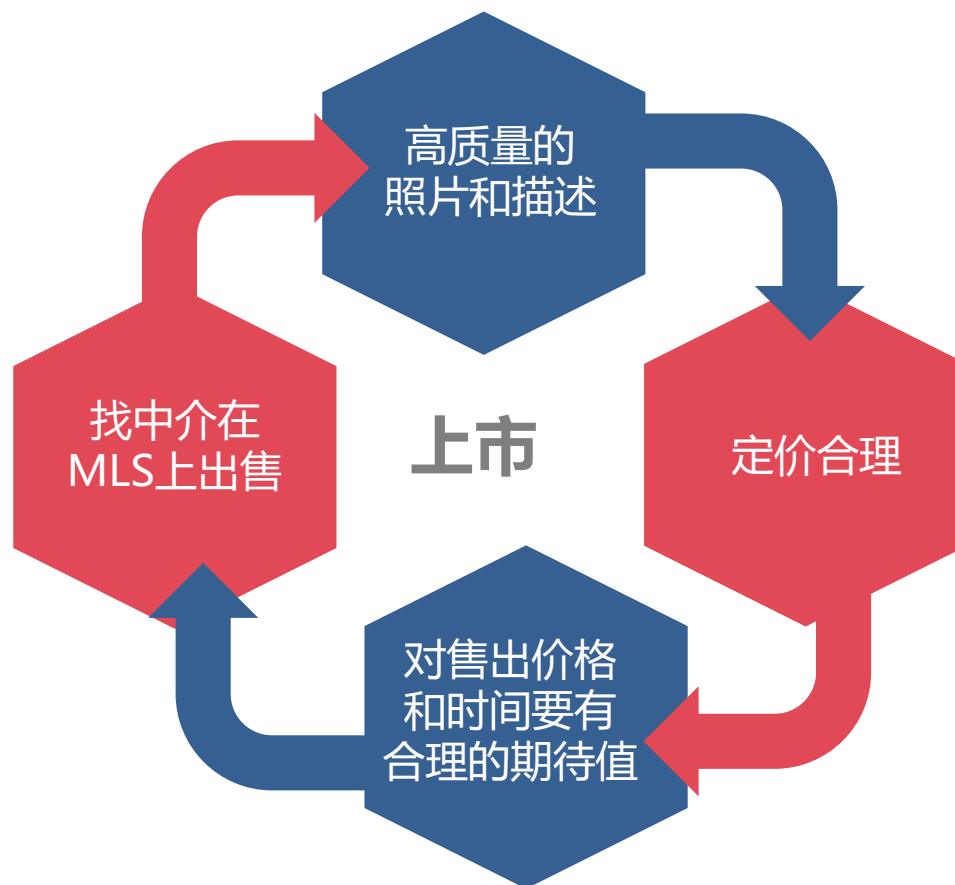 高质量的
照片和描述
找中介在
MLS上出售
上市
定价合理
对售出价格
和时间要有
合理的期待值